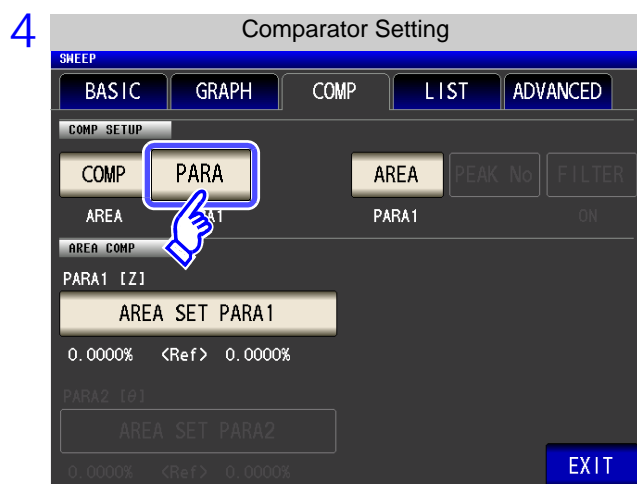 4
Comparator Setting
SWEEP
BASIC GRAPH COMP LIST ADVANCED
COMP SETUP
COMP PARA AREA PEAK No FILTER
AREA A1 PARA1 ON
AREA COMP
PARA1 [Z]
AREA SET PARA1
0.0000% <Ref> 0.0000%
PARA2 [θ]
AREA SET PARA2
0.0000% <Ref> 0.0000%
EXIT